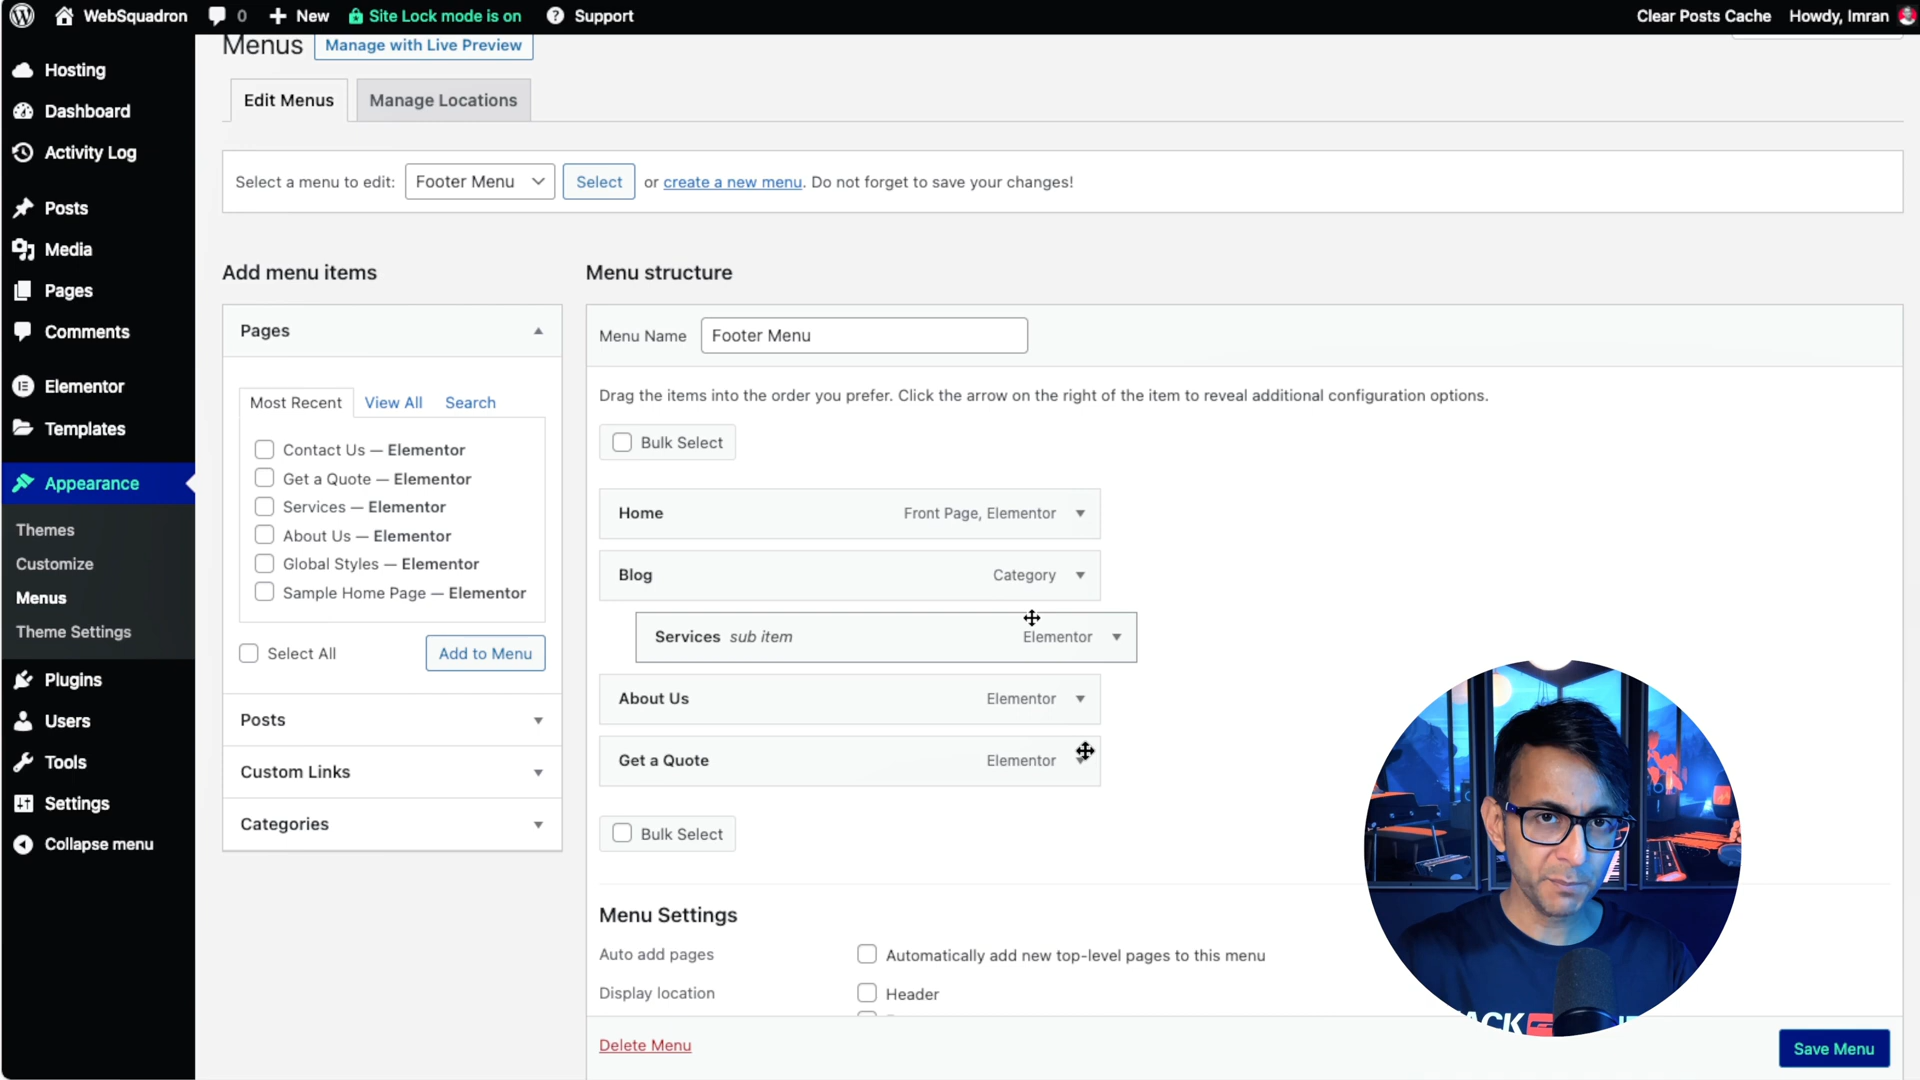 WebSquadron
0
New
Site Lock mode is on
Support
Clear Posts Cache
Howdy, Imran
Hosting
Dashboard
Activity Log
Posts
Media
Pages
Comments
Elementor
Templates
Appearance
Themes
Customize
Menus
Theme Settings
Plugins
Users
Tools
Settings
Collapse menu
Menus
Manage with Live Preview
Edit Menus
Manage Locations
Select a menu to edit: Footer Menu Select or create a new menu. Do not forget to save your changes!
Add menu items
Pages
Most Recent View All Search
Contact Us — Elementor
Get a Quote — Elementor
Services — Elementor
About Us — Elementor
Global Styles — Elementor
Sample Home Page — Elementor
Select All
Add to Menu
Posts
Custom Links
Categories
Menu structure
Menu Name Footer Menu
Drag the items into the order you prefer. Click the arrow on the right of the item to reveal additional configuration options.
Bulk Select
Home Front Page, Elementor
Blog Category
Services sub item Elementor
About Us Elementor
Get a Quote Elementor
Bulk Select
Menu Settings
Auto add pages Automatically add new top-level pages to this menu
Display location Header
Delete Menu
Save Menu